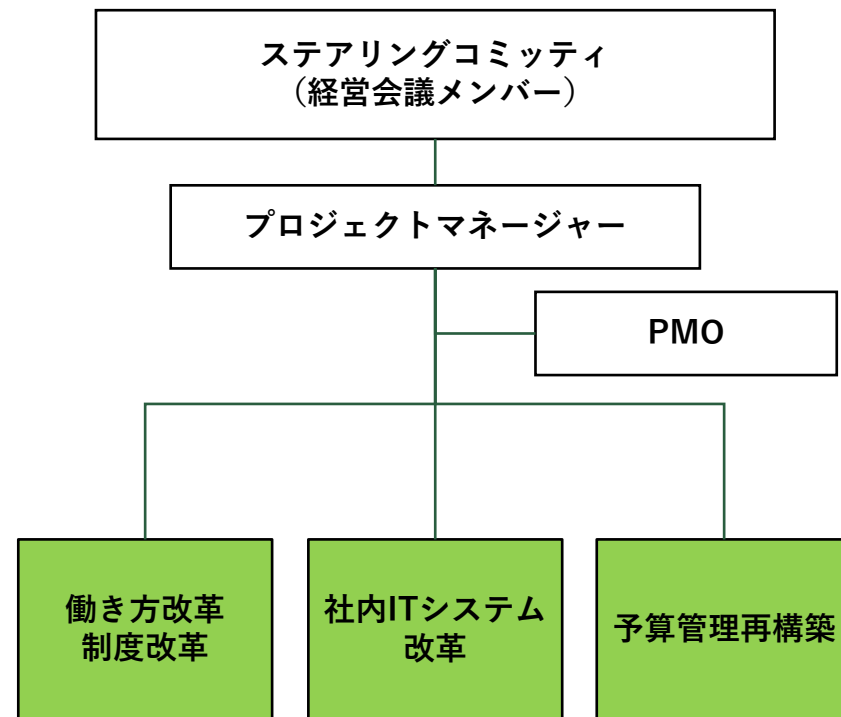 ステアリングコミッティ
（経営会議メンバー）
プロジェクトマネージャー
PMO
働き方改革
制度改革
社内ITシステム
改革
予算管理再構築